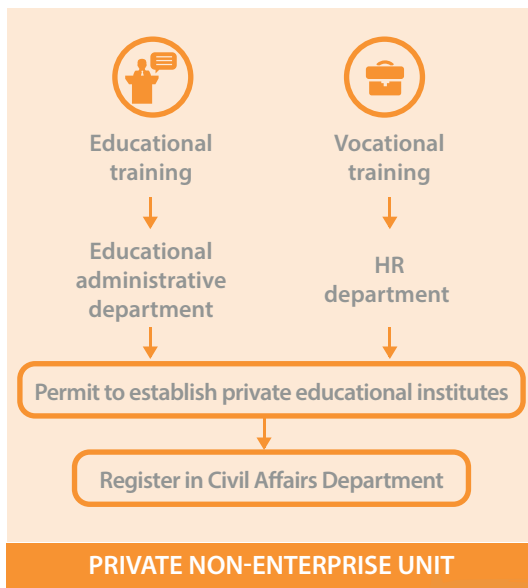 Educational
training
Vocational
training
Educational
administrative
department
HR
department
Permit to establish private educational institutes
Register in Civil Affairs Department
PRIVATE NON-ENTERPRISE UNIT